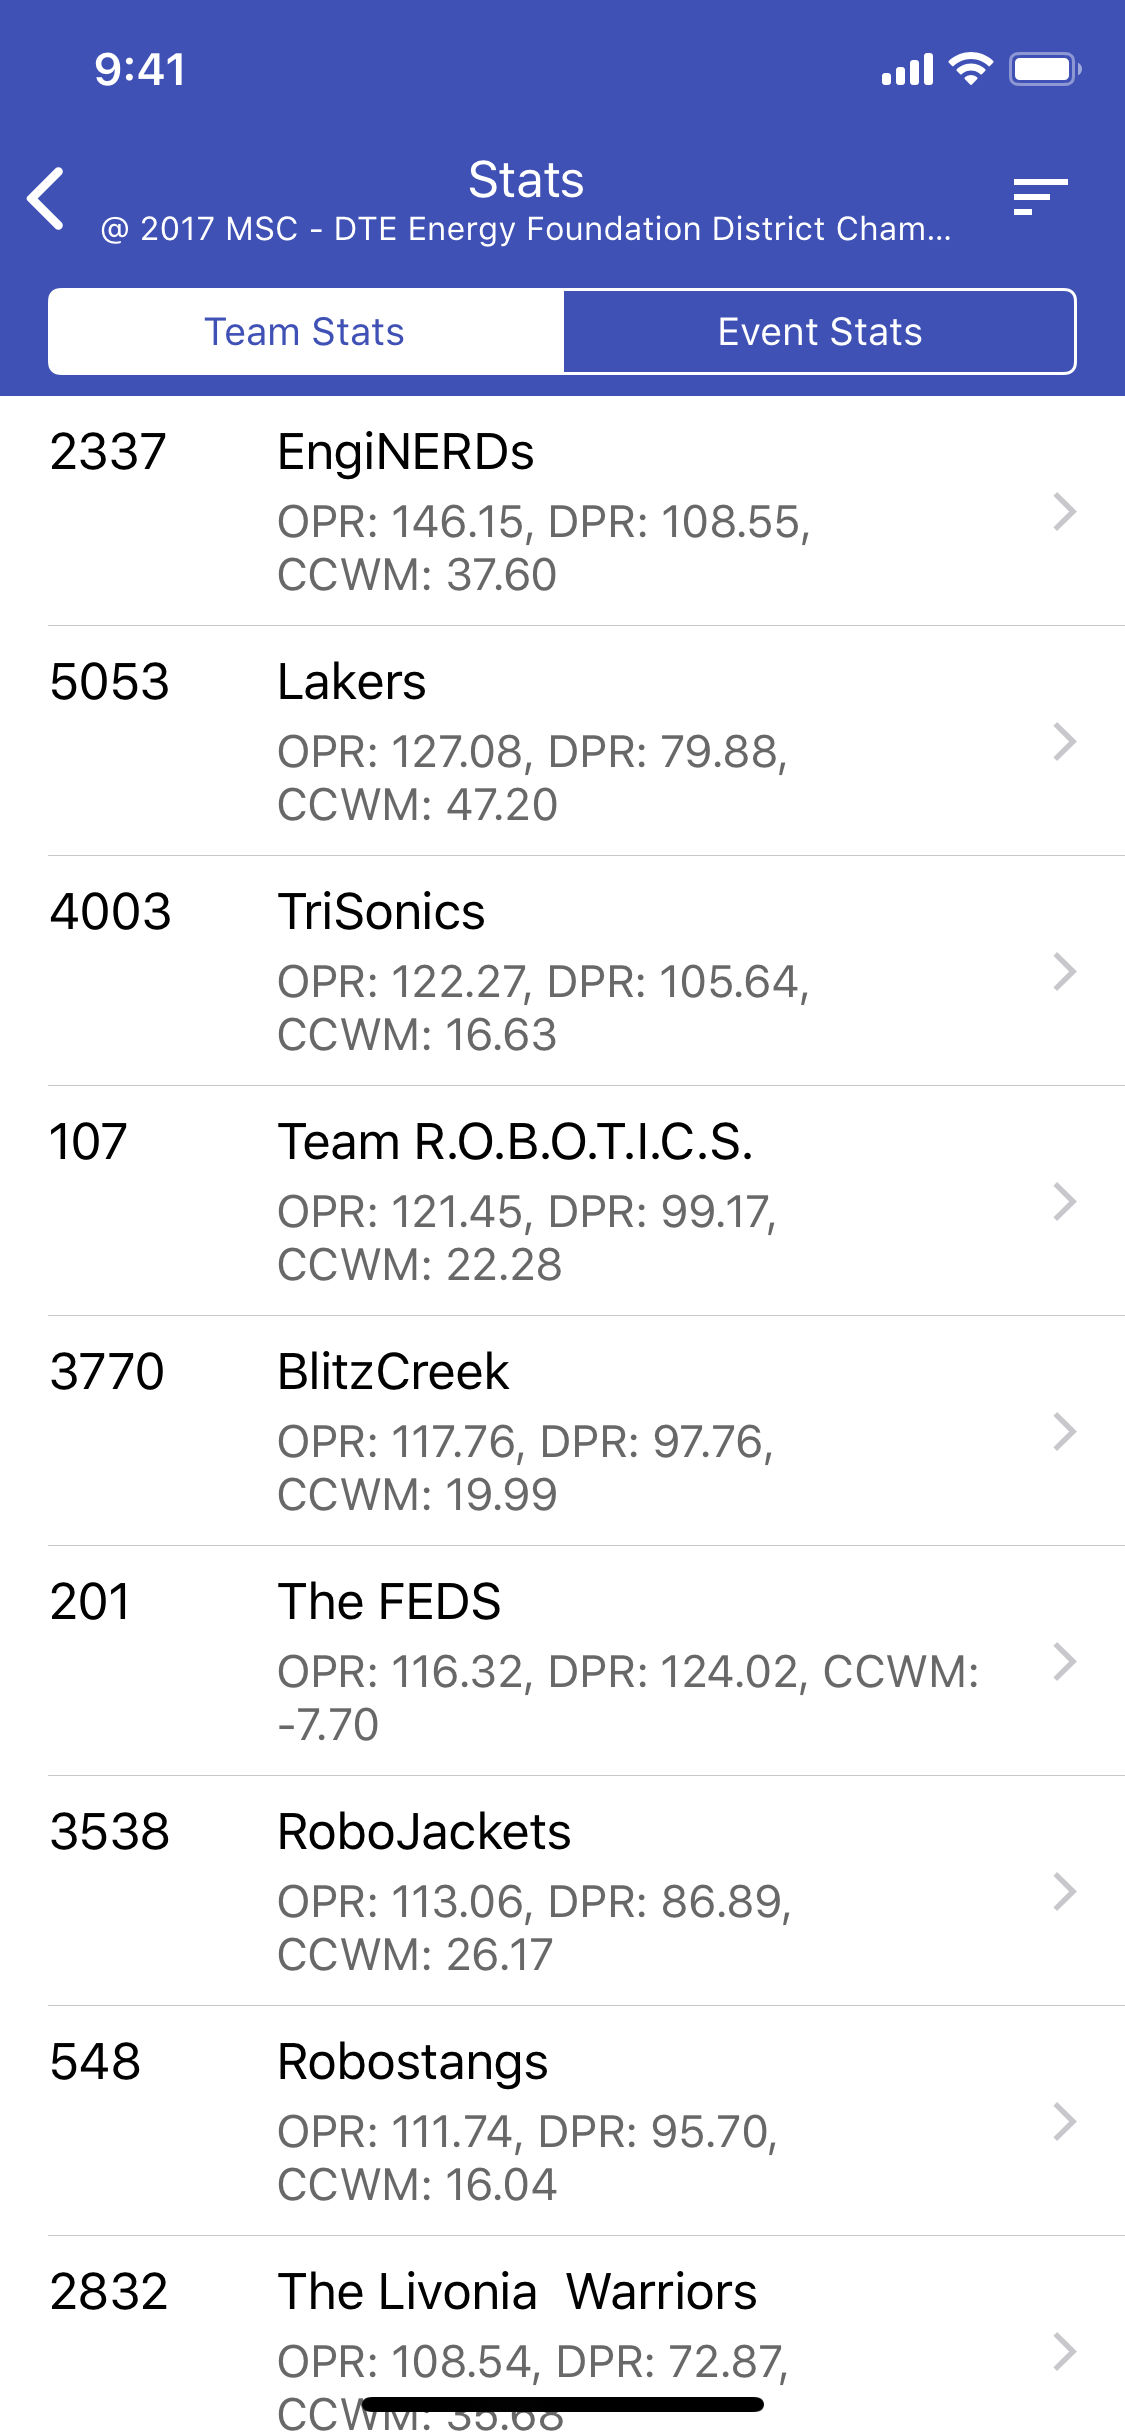 9:41
Stats
@ 2017 MSC - DTE Energy Foundation District Cham...
Team Stats
Event Stats
2337
EngiNERDs
OPR: 146.15, DPR: 108.55,
CCWM: 37.60
5053
Lakers
OPR: 127.08, DPR: 79.88,
CCWM: 47.20
4003
TriSonics
OPR: 122.27, DPR: 105.64,
CCWM: 16.63
107
Team R.O.B.O.T.I.C.S.
OPR: 121.45, DPR: 99.17,
CCWM: 22.28
3770
BlitzCreek
OPR: 117.76, DPR: 97.76,
CCWM: 19.99
201
The FEDS
OPR: 116.32, DPR: 124.02, CCWM:
-7.70
3538
RoboJackets
OPR: 113.06, DPR: 86.89,
CCWM: 26.17
548
Robostangs
OPR: 111.74, DPR: 95.70,
CCWM: 16.04
2832
The Livonia  Warriors
OPR: 108.54, DPR: 72.87,
CCWM: 35.68